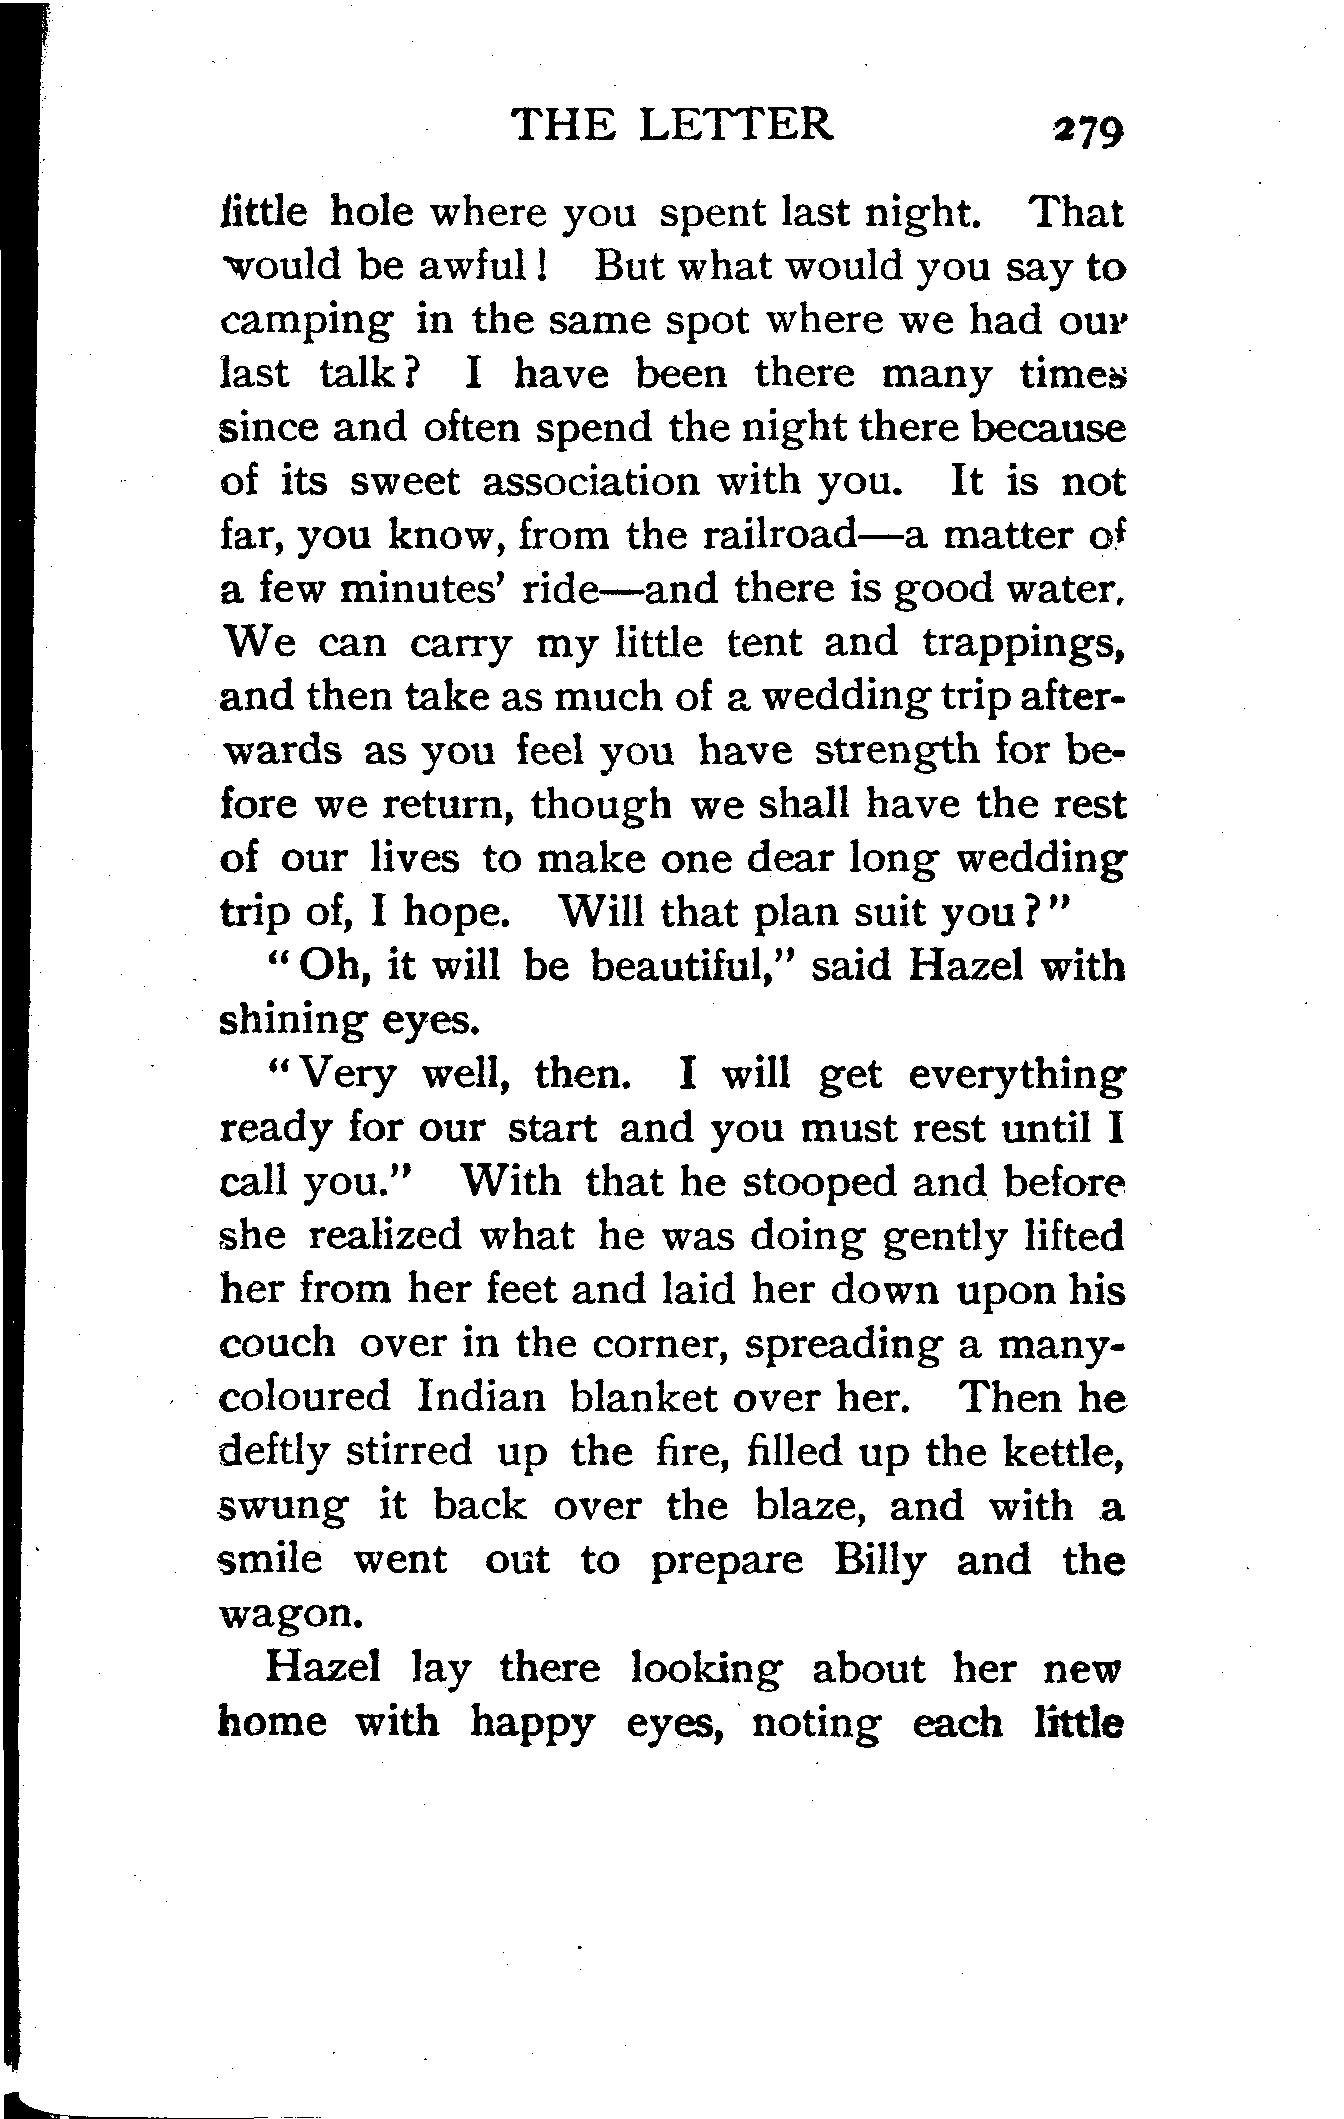 THE LETTER 279
little hole where you spent last night. That
would be awful! But what would you say to
camping in the same spot where we had our
last talk? I have been there many times
since and often spend the night there because
of its sweet association with you. It is not
far, you know, from the railroad—a matter of
a few minutes' ride—and there is good water.
We can carry my little tent and trappings,
and then take as much of a wedding trip after-
wards as you feel you have strength for be-
fore we return, though we shall have the rest
of our lives to make one dear long wedding
trip of, I hope. Will that plan suit you?"
"Oh, it will be beautiful," said Hazel with
shining eyes.
"Very well, then. I will get everything
ready for our start and you must rest until I
call you." With that he stooped and before
she realized what he was doing gently lifted
her from her feet and laid her down upon his
couch over in the corner, spreading a many-
coloured Indian blanket over her. Then he
deftly stirred up the fire, filled up the kettle,
swung it back over the blaze, and with a
smile went out to prepare Billy and the
wagon.
Hazel lay there looking about her new
home with happy eyes, noting each little